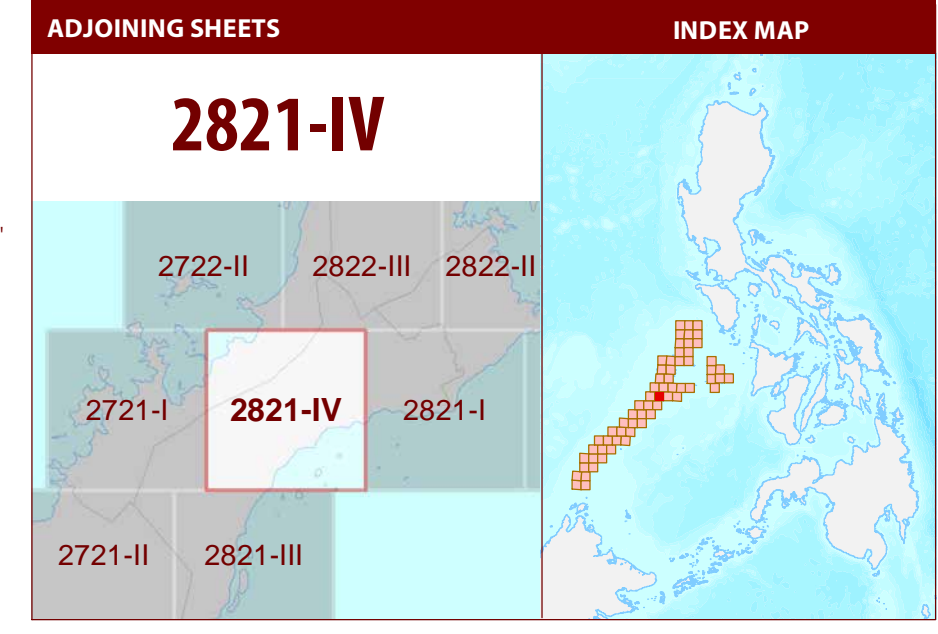 ADJOINING SHEETS
INDEX MAP
2821-IV
2722-II
2822-III
2822-II
2721-I
2821-IV
2821-I
2721-II
2821-III